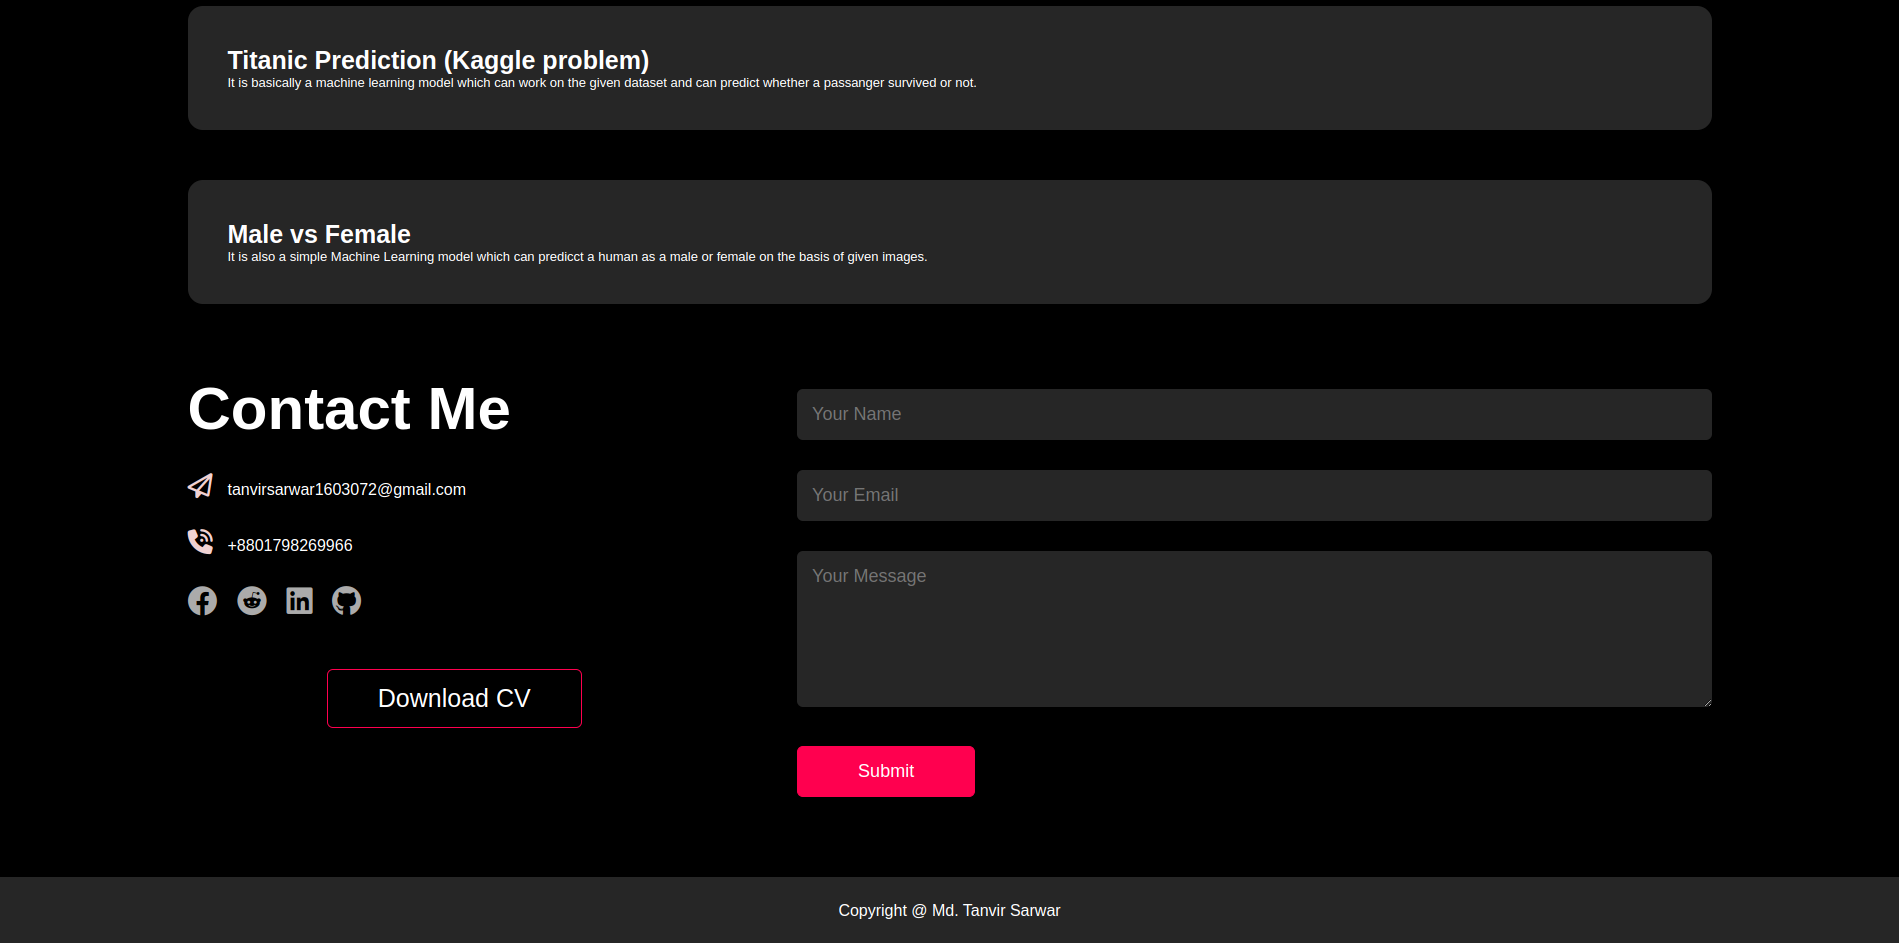 Titanic Prediction (Kaggle problem)
It is basically a machine learning model which can work on the given dataset and can predict whether a passanger survived or not.
Male vs Female
It is also a simple Machine Learning model which can predicct a human as a male or female on the basis of given images.
Contact Me
tanvirsarwar1603072@gmail.com
+8801798269966
Download CV
Your Name
Your Email
Your Message
Submit
Copyright @ Md. Tanvir Sarwar